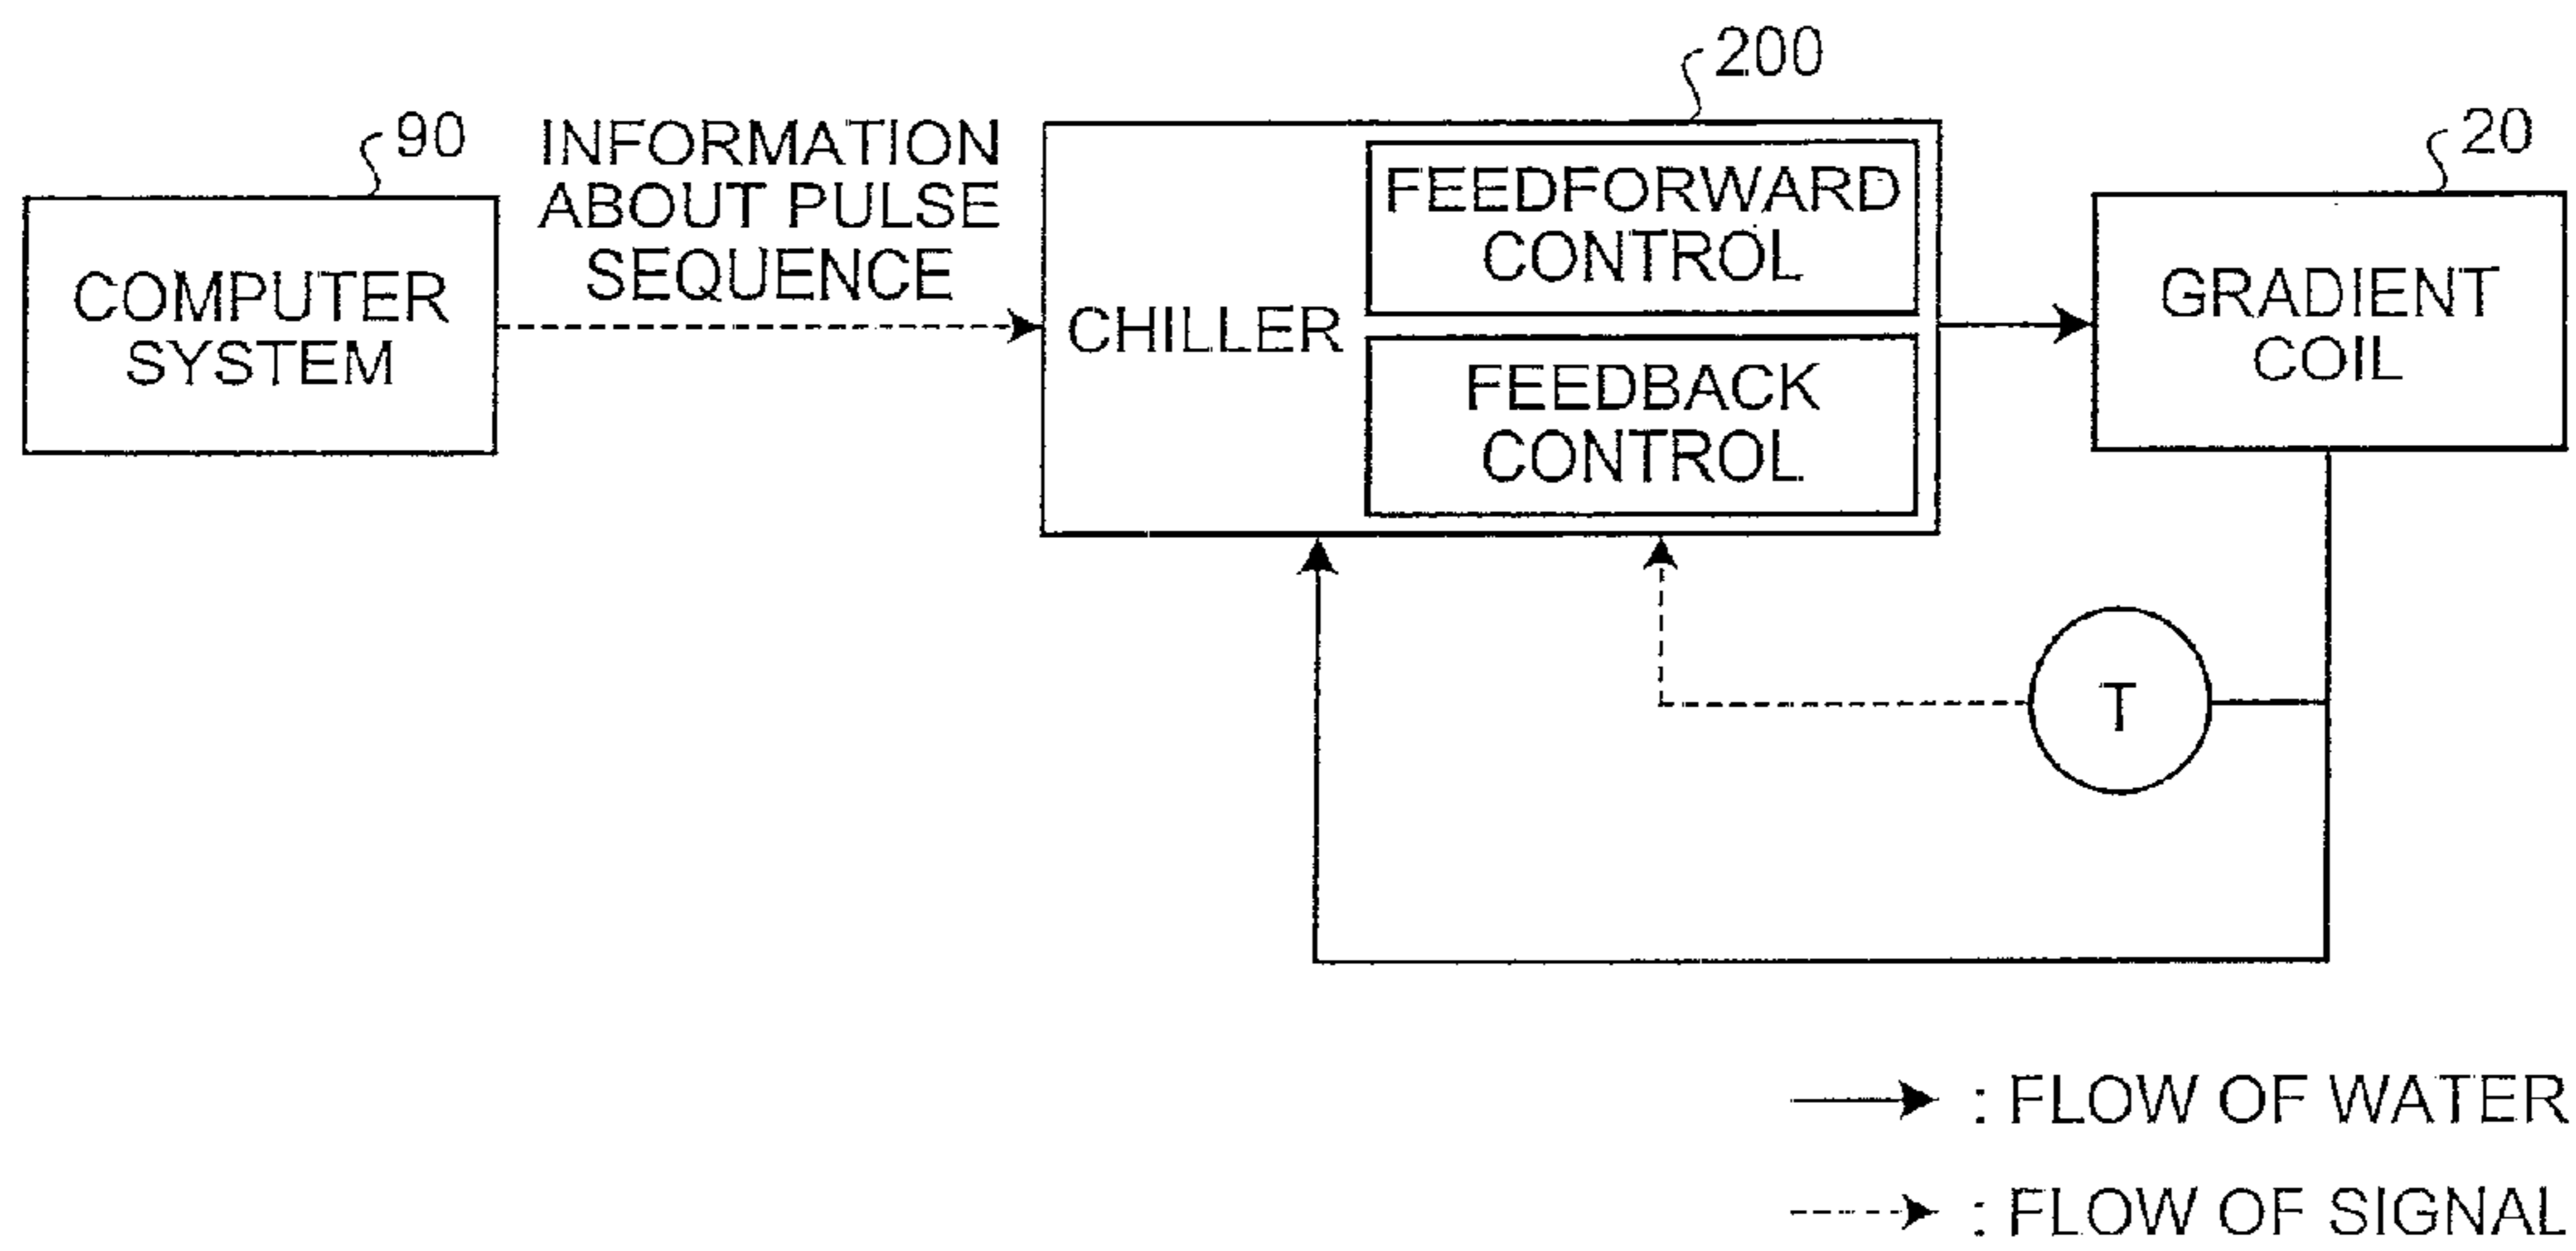 200
90
20
INFORMATION
ABOUT PULSE
SEQUENCE
COMPUTER
SYSTEM
CHILLER
FEEDFORWARD
CONTROL
FEEDBACK
CONTROL
GRADIENT
COIL
T
: FLOW OF WATER
: FLOW OF SIGNAL